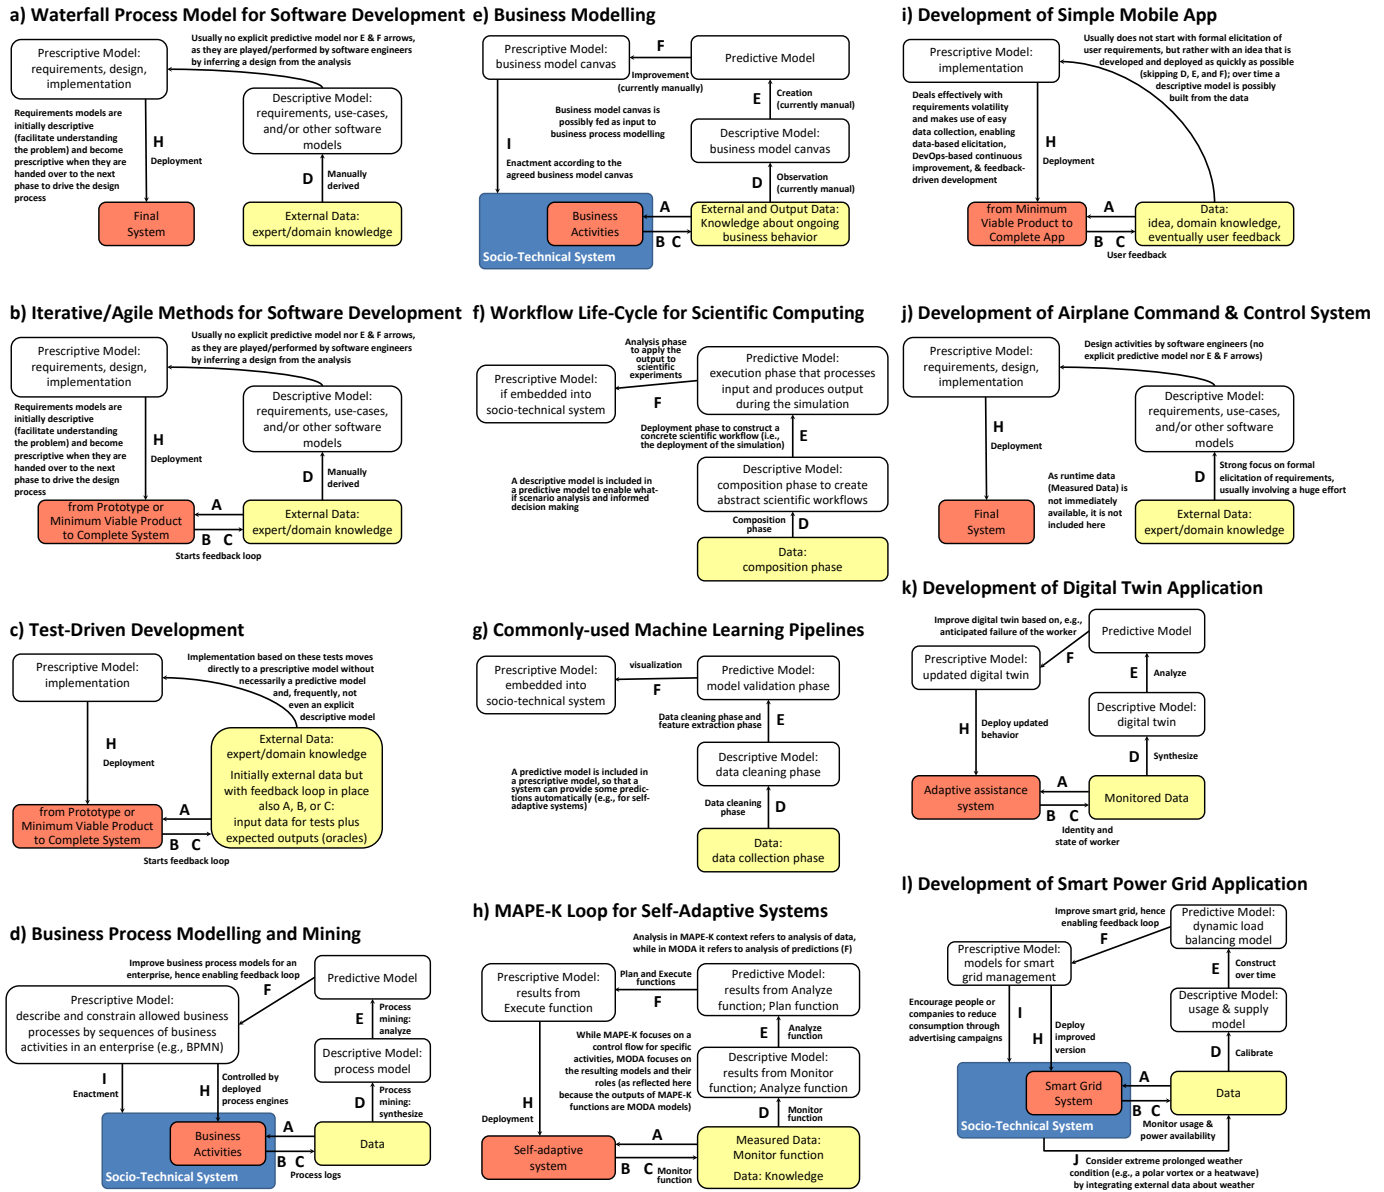 a) Waterfall Process Model for Software Development
Usually no explicit predictive model nor E & F arrows,
as they are played/performed by software engineers
by inferring a design from the analysis
Prescriptive Model:
requirements, design,
implementation
Descriptive Model:
requirements, use-cases,
and/or other software
models
Requirements models are
initially descriptive
(facilitate understanding
the problem) and become
prescriptive when they are
handed over to the next
phase to drive the design
process
H
Deployment
D
Manually
derived
Final
System
External Data:
expert/domain knowledge
b) Iterative/Agile Methods for Software Development
Usually no explicit predictive model nor E & F arrows,
as they are played/performed by software engineers
by inferring a design from the analysis
Prescriptive Model:
requirements, design,
implementation
Descriptive Model:
requirements, use-cases,
and/or other software
models
Requirements models are
initially descriptive
(facilitate understanding
the problem) and become
prescriptive when they are
handed over to the next
phase to drive the design
process
H
Deployment
D
Manually
derived
from Prototype or
Minimum Viable Product
to Complete System
A
B C
External Data:
expert/domain knowledge
Starts feedback loop
c) Test-Driven Development
Implementation based on these tests moves
directly to a prescriptive model without
necessarily a predictive model
and, frequently, not
even an explicit
descriptive model
Prescriptive Model:
implementation
H
Deployment
External Data:
expert/domain knowledge
Initially external data but
with feedback loop in place
also A, B, or C:
input data for tests plus
expected outputs (oracles)
from Prototype or
Minimum Viable Product
to Complete System
A
B C
Starts feedback loop
d) Business Process Modelling and Mining
Improve business process models for an
enterprise, hence enabling feedback loop
F
Predictive Model
Prescriptive Model:
describe and constrain allowed business
processes by sequences of business
activities in an enterprise (e.g., BPMN)
E
Process
mining:
analyze
Descriptive Model:
process model
I
Enactment
H
Controlled by
deployed
process engines
D
Process
mining:
synthesize
Business
Activities
A
B C
Data
Process logs
Socio-Technical System
e) Business Modelling
Prescriptive Model:
business model canvas
F
Improvement
(currently manually)
Predictive Model
E
Creation
(currently manual)
Business model canvas is
possibly fed as input to
business process modelling
Descriptive Model:
business model canvas
I
Enactment according to the
agreed business model canvas
D
Observation
(currently manual)
Business
Activities
A
B C
External and Output Data:
Knowledge about ongoing
business behavior
Socio-Technical System
f) Workflow Life-Cycle for Scientific Computing
Analysis phase
to apply the
output to
scientific
experiments
F
Prescriptive Model:
if embedded into
socio-technical system
Predictive Model:
execution phase that processes
input and produces output
during the simulation
Deployment phase to construct a
concrete scientific workflow (i.e.,
the deployment of the simulation)
E
A descriptive model is included in
a predictive model to enable what-
if scenario analysis and informed
decision making
Descriptive Model:
composition phase to create
abstract scientific workflows
Composition
phase
D
Data:
composition phase
g) Commonly-used Machine Learning Pipelines
Prescriptive Model:
embedded into
socio-technical system
visualization
F
Predictive Model:
model validation phase
Data cleaning phase and
feature extraction phase
E
Descriptive Model:
data cleaning phase
A predictive model is included in
a prescriptive model, so that a
system can provide some predic-
tions automatically (e.g., for self-
adaptive systems)
Data cleaning
phase
D
Data:
data collection phase
h) MAPE-K Loop for Self-Adaptive Systems
Analysis in MAPE-K context refers to analysis of data,
while in MODA it refers to analysis of predictions (F)
Prescriptive Model:
results from
Execute function
Plan and Execute
functions
F
Predictive Model:
results from Analyze
function; Plan function
E
Analyze
function
While MAPE-K focuses on a
control flow for specific
activities, MODA focuses on
the resulting models and their
roles (as reflected here
because the outputs of MAPE-K
functions are MODA models)
Descriptive Model:
results from Monitor
function; Analyze function
H
Deployment
D
Monitor
function
Self-adaptive
system
A
B C
Monitor
function
Measured Data:
Monitor function
Data: Knowledge
i) Development of Simple Mobile App
Usually does not start with formal elicitation of
user requirements, but rather with an idea that is
developed and deployed as quickly as possible
(skipping D, E, and F); over time a
descriptive model is possibly
built from the data
Prescriptive Model:
implementation
Deals effectively with
requirements volatility
and makes use of easy
data collection, enabling
data-based elicitation,
DevOps-based continuous
improvement, & feedback-
driven development
H
Deployment
from Minimum
Viable Product to
Complete App
A
B C
Data:
idea, domain knowledge,
eventually user feedback
User feedback
j) Development of Airplane Command & Control System
Prescriptive Model:
requirements, design,
implementation
Design activities by software engineers (no
explicit predictive model nor E & F arrows)
Descriptive Model:
requirements, use-cases,
and/or other software
models
H
Deployment
As runtime data
(Measured Data) is
not immediately
available, it is not
included here
D
Strong focus on formal
elicitation of requirements,
usually involving a huge effort
Final
System
External Data:
expert/domain knowledge
k) Development of Digital Twin Application
Improve digital twin based on, e.g.,
anticipated failure of the worker
F
Predictive Model
Prescriptive Model:
updated digital twin
E
Analyze
Descriptive Model:
digital twin
H
Deploy updated
behavior
D
Synthesize
Adaptive assistance
system
A
B C
Monitored Data
Identity and
state of worker
l) Development of Smart Power Grid Application
Improve smart grid, hence
enabling feedback loop
F
Predictive Model:
dynamic load
balancing model
Prescriptive Model:
models for smart
grid management
E
Construct
over time
Encourage people or
companies to reduce
consumption through
advertising campaigns
I
H
Deploy
improved
version
Descriptive Model:
usage & supply
model
D
Calibrate
Smart Grid
System
A
B C
Data
Monitor usage &
power availability
Socio-Technical System
J
Consider extreme prolonged weather
condition (e.g., a polar vortex or a heatwave)
by integrating external data about weather